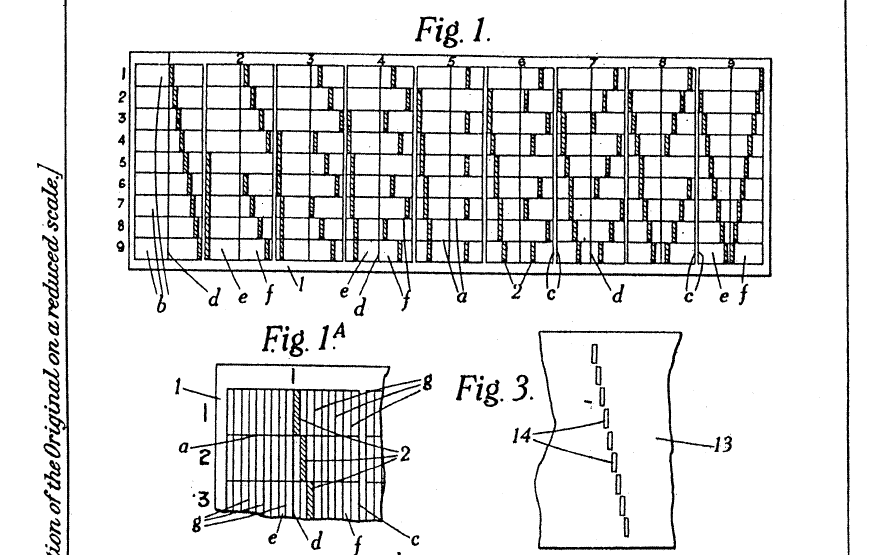 Fig. 1.
1 2 3 4 5 6 7 8 9
1
2
3
4
5
6
7
8
9
b d e f 1 e d f a 2 c d c e f
tion of the Original on a reduced scale.]
Fig. 1.A
1
1 1 g
a 2 2
3
g
e d f c
Fig. 3.
14 13